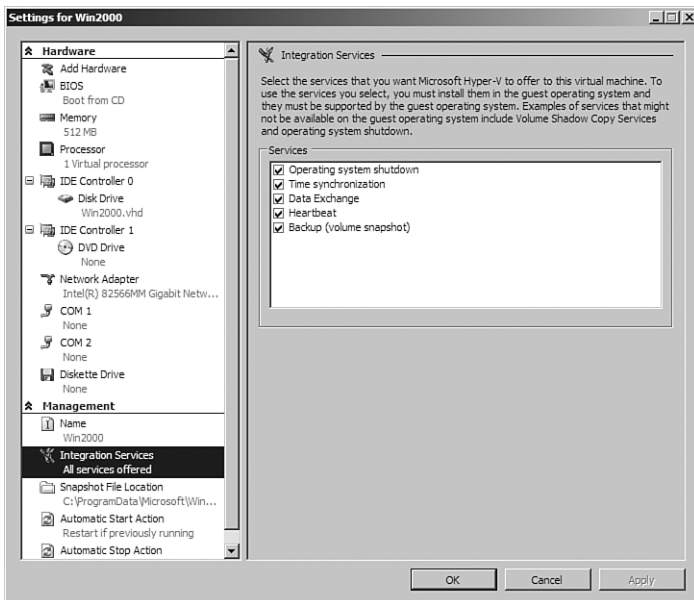 Settings for Win2000
Hardware
Add Hardware
BIOS
Boot from CD
Memory
512 MB
Processor
1 Virtual processor
IDE Controller 0
Disk Drive
Win2000.vhd
IDE Controller 1
DVD Drive
None
Network Adapter
Intel(R) 82566MM Gigabit Netw...
COM 1
None
COM 2
None
Diskette Drive
None
Management
Name
Win2000
Integration Services
All services offered
Snapshot File Location
C:\ProgramData\Microsoft\Win...
Automatic Start Action
Restart if previously running
Automatic Stop Action
Integration Services
Select the services that you want Microsoft Hyper-V to offer to this virtual machine. To
use the services you select, you must install them in the guest operating system and
they must be supported by the guest operating system. Examples of services that might
not be available on the guest operating system include Volume Shadow Copy Services
and operating system shutdown.
Services
Operating system shutdown
Time synchronization
Data Exchange
Heartbeat
Backup (volume snapshot)
OK
Cancel
Apply